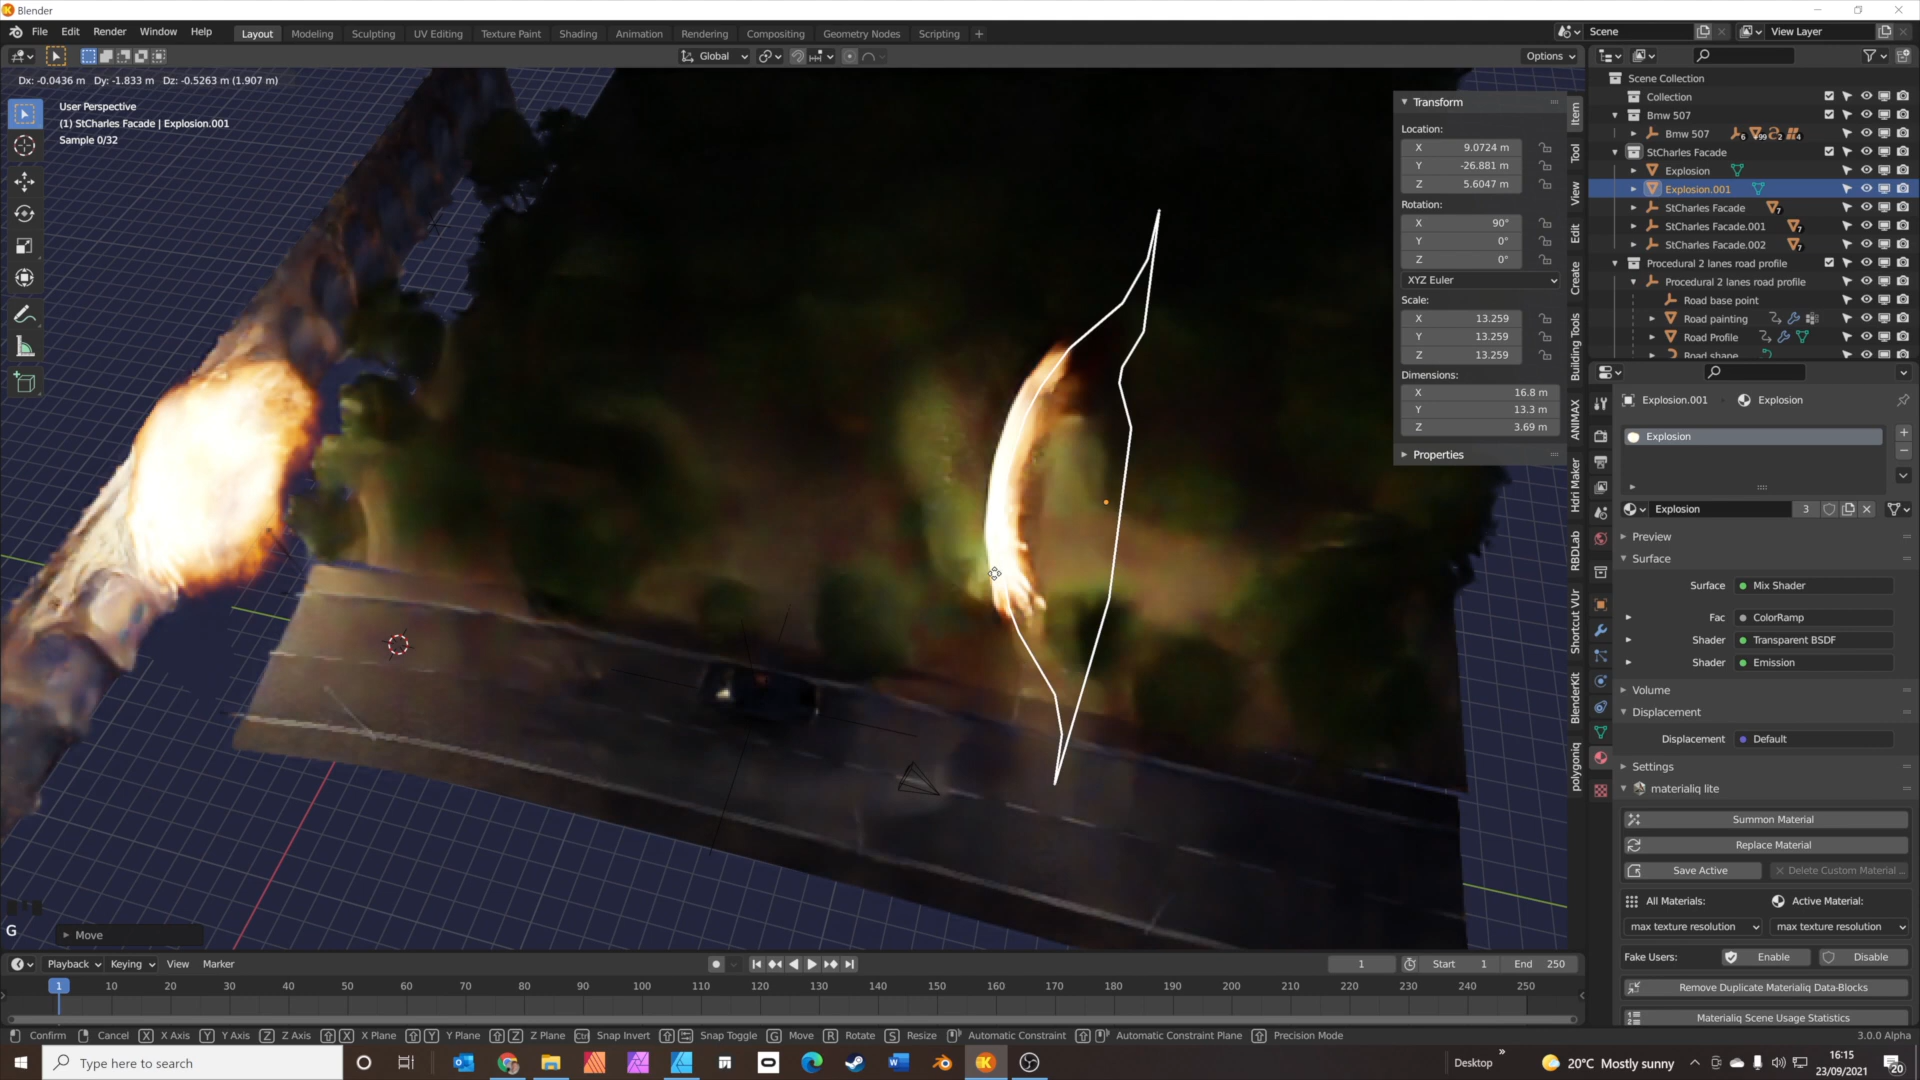 Blender
File Edit Render Window Help Layout Modeling Sculpting UV Editing Texture Paint Shading Animation Rendering Compositing Geometry Nodes Scripting + Scene View Layer
Global Options
Dx: -0.0436 m Dy: -1.833 m Dz: -0.5263 m (1.907 m)
User Perspective
(1) StCharles Facade | Explosion.001
Sample 0/32
Transform
Location:
X 9.0724 m
Y -26.881 m
Z 5.6047 m
Rotation:
X 90°
Y 0°
Z 0°
XYZ Euler
Scale:
X 13.259
Y 13.259
Z 13.259
Dimensions:
X 16.8 m
Y 13.3 m
Z 3.69 m
Properties
Item
Tool
View
Edit
Create
Building Tools
ANIMAX
Hdri Maker
RBDLab
Shortcut VUr
BlenderKit
polygoniq
Scene Collection
Collection
Bmw 507
Bmw 507 6 99 2 4
StCharles Facade
Explosion
Explosion.001
StCharles Facade 7
StCharles Facade.001 7
StCharles Facade.002 7
Procedural 2 lanes road profile
Procedural 2 lanes road profile
Road base point
Road painting
Road Profile
Road shape
Explosion.001 Explosion
Explosion
Explosion 3
Preview
Surface
Surface Mix Shader
Fac ColorRamp
Shader Transparent BSDF
Shader Emission
Volume
Displacement
Displacement Default
Settings
materialiq lite
Summon Material
Replace Material
Save Active Delete Custom Material ...
All Materials: Active Material:
max texture resolution max texture resolution
Fake Users: Enable Disable
Remove Duplicate Materialiq Data-Blocks
Materialiq Scene Usage Statistics
G
Move
Playback Keying View Marker 1 Start 1 End 250
1 10 20 30 40 50 60 70 80 90 100 110 120 130 140 150 160 170 180 190 200 210 220 230 240 250
Confirm Cancel X X Axis Y Y Axis Z Z Axis X X Plane Y Y Plane Z Z Plane Ctrl Snap Invert Snap Toggle G Move R Rotate S Resize Automatic Constraint Automatic Constraint Plane Precision Mode 3.0.0 Alpha
Type here to search Desktop 20°C Mostly sunny 16:15
23/09/2021 20